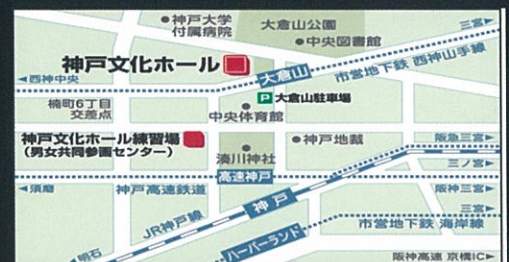 神戸大学
付属病院
大倉山公園
三宮▶
中央図書館
神戸文化ホール
大倉山
市営地下鉄 西神山手線
◀西神中央
P 大倉山駐車場
楠町6丁目
交差点
中央体育館
神戸文化ホール練習場
(男女共同参画センター)
神戸地裁
阪急三宮▶
湊川神社
三ノ宮▶
高速神戸
◀須磨
神戸高速鉄道
阪神三宮▶
神戸
三宮▶
JR神戸線
市営地下鉄 海岸線
ハーバーランド
◀明石
阪神高速 京橋IC▶